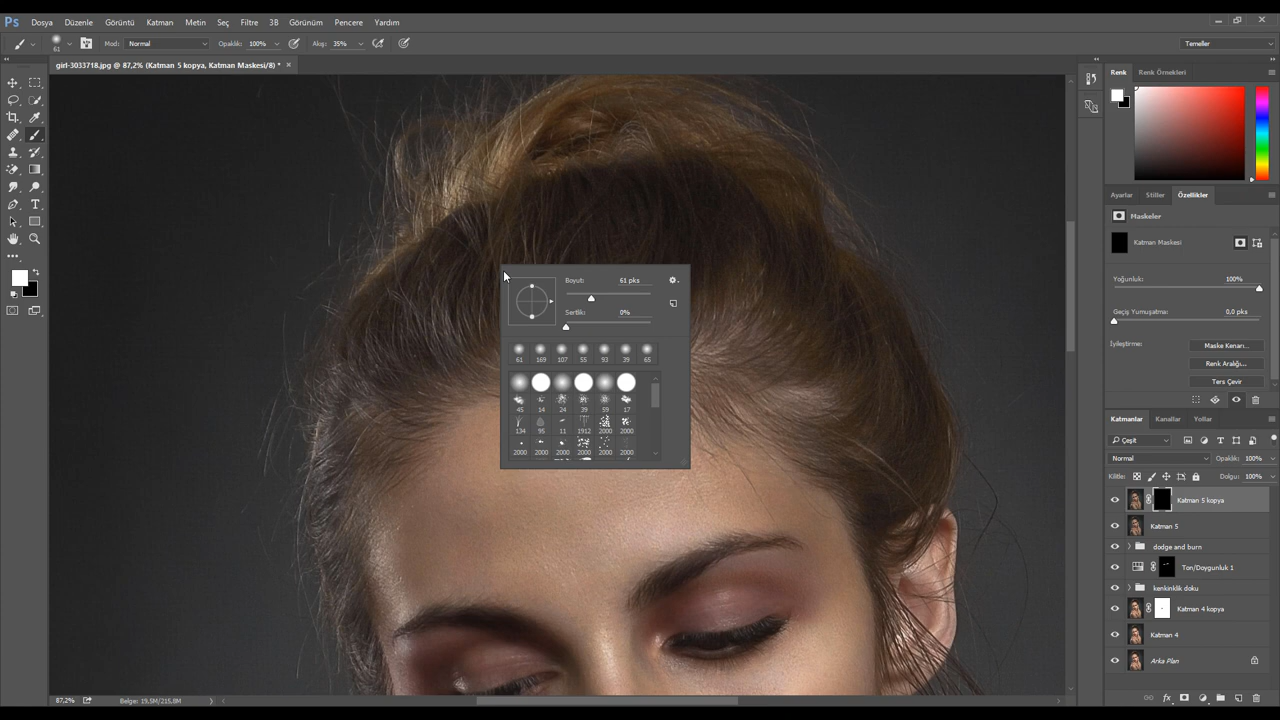 Ps Dosya Düzenle Görüntü Katman Metin Seç Filtre 3B Görünüm Pencere Yardım
61 Mod: Normal Opaklık: 100% Akış: 35% Temeller
girl-3033718.jpg @ 87,2% (Katman 5 kopya, Katman Maskesi/8) *
Renk Renk Örnekleri
Ayarlar Stiller Özellikler
Maskeler
Katman Maskesi
Yoğunluk: 100%
Geçiş Yumuşatma: 0,0 pks
İyileştirme: Maske Kenarı...
Renk Aralığı...
Ters Çevir
Boyut: 61 pks
Sertlik: 0%
61 169 107 55 93 39 65
45 14 24 39 59 17
134 95 11 1912 2000 2000
2000 2000 2000 2000 2000 2000
Katmanlar Kanallar Yollar
Çeşit
Normal Opaklık: 100%
Kilitle: Dolgu: 100%
Katman 5 kopya
Katman 5
dodge and burn
Ton/Doygunluk 1
kenkinklik doku
Katman 4 kopya
Katman 4
Arka Plan
87,2% Belge: 19,5M/215,8M